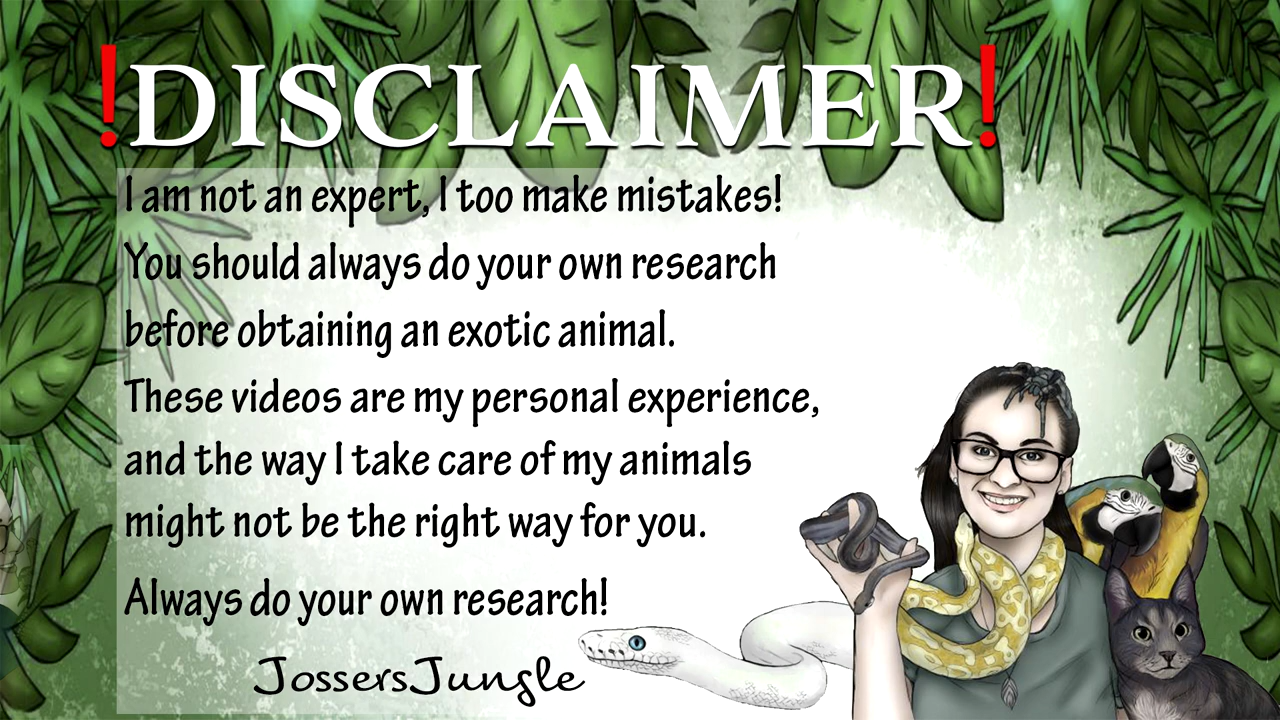 !DISCLAIMER!
I am not an expert, I too make mistakes!
You should always do your own research
before obtaining an exotic animal.
These videos are my personal experience,
and the way I take care of my animals
might not be the right way for you.
Always do your own research!
JossersJungle